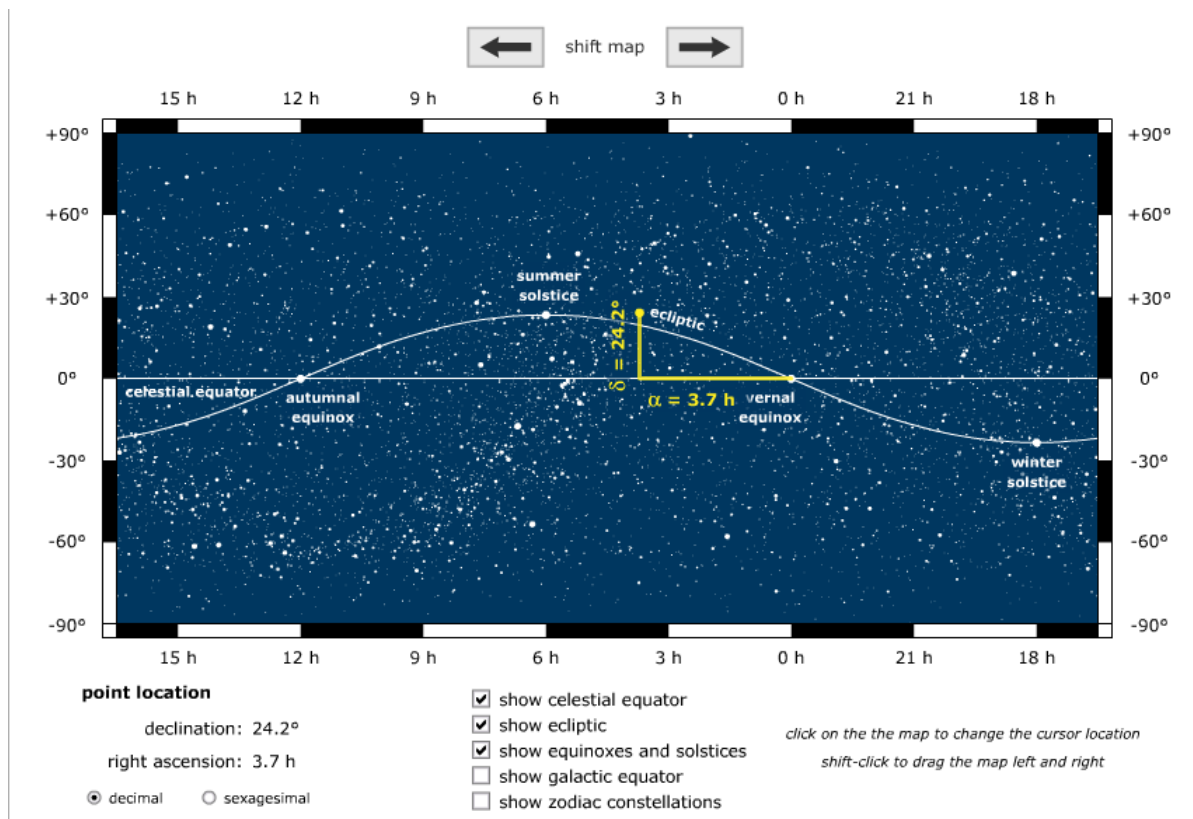 shift map
15 h 12 h 9 h 6 h 3 h 0 h 21 h 18 h
+90° +90°
+60° +60°
summer
solstice
+30° +30°
ecliptic
δ = 24.2°
0° 0°
celestial equator
autumnal
equinox
α = 3.7 h
vernal
equinox
-30° -30°
winter
solstice
-60° -60°
-90° -90°
15 h 12 h 9 h 6 h 3 h 0 h 21 h 18 h
point location
declination: 24.2°
right ascension: 3.7 h
decimal sexagesimal
show celestial equator
show ecliptic
show equinoxes and solstices
show galactic equator
show zodiac constellations
click on the the map to change the cursor location
shift-click to drag the map left and right